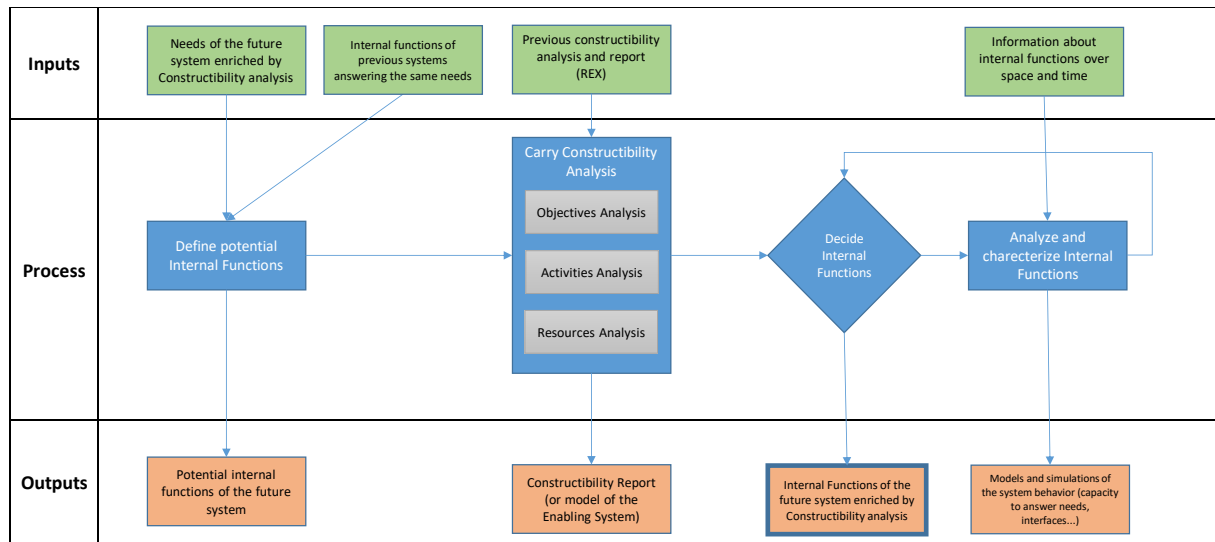 Inputs
Needs of the future
system enriched by
Constructibility analysis
Internal functions of
previous systems
answering the same needs
Previous constructibility
analysis and report
(REX)
Information about
internal functions over
space and time
Process
Define potential
Internal Functions
Carry Constructibility
Analysis
Objectives Analysis
Activities Analysis
Resources Analysis
Decide
Internal
Functions
Analyze and
charecterize Internal
Functions
Outputs
Potential internal
functions of the future
system
Constructibility Report
(or model of the
Enabling System)
Internal Functions of the
future system enriched by
Constructibility analysis
Models and simulations of
the system behavior (capacity
to answer needs,
interfaces...)